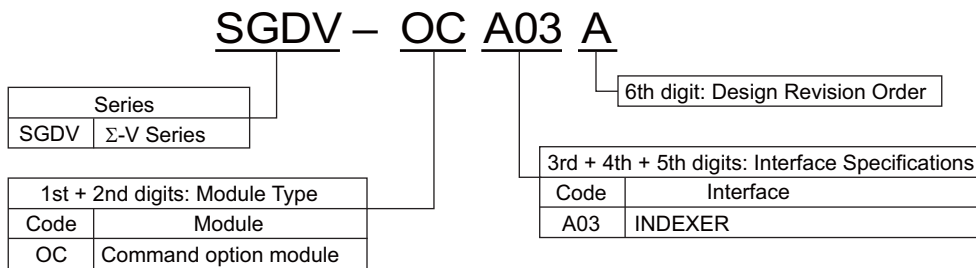 SGDV – OC A03 A
6th digit: Design Revision Order
Series
SGDV Σ-V Series
3rd + 4th + 5th digits: Interface Specifications
Code Interface
A03 INDEXER
1st + 2nd digits: Module Type
Code Module
OC Command option module